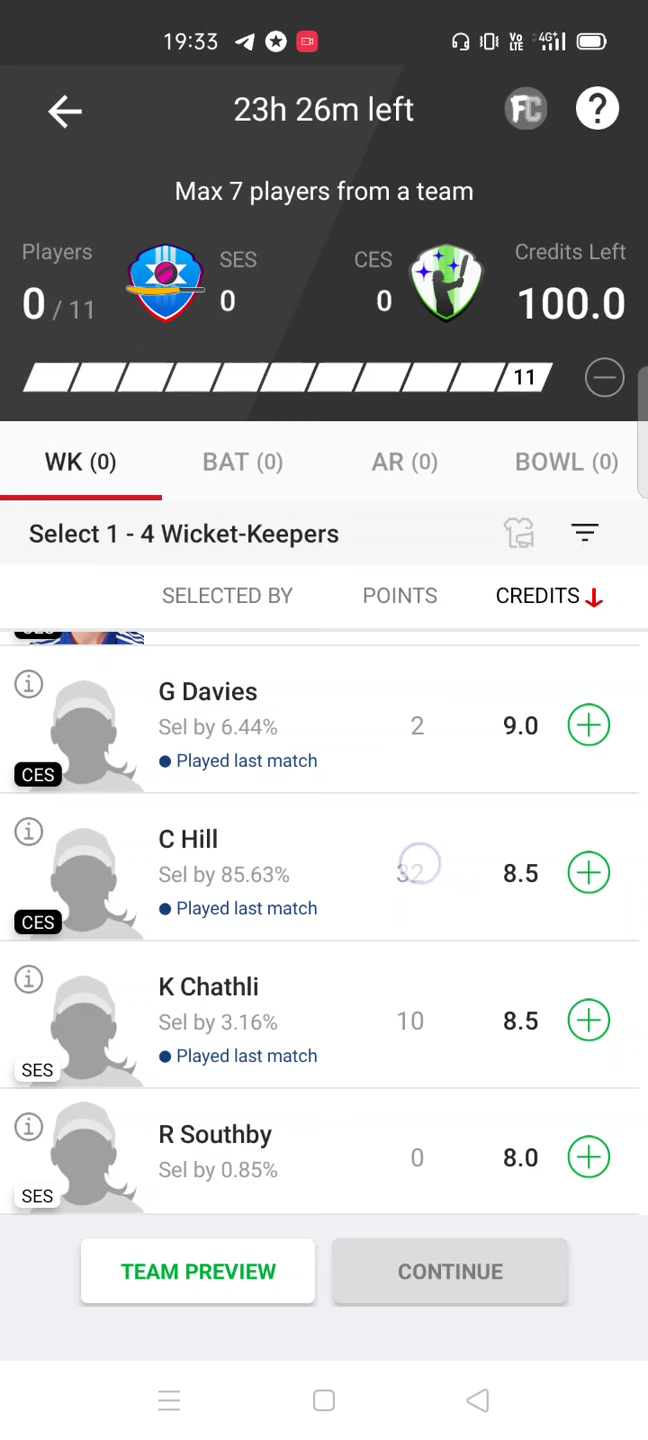 19:33 Vo LTE 4G+
23h 26m left FC ?
Max 7 players from a team
Players SES CES Credits Left
0 / 11 0 0 100.0
11
WK (0) BAT (0) AR (0) BOWL (0)
Select 1 - 4 Wicket-Keepers
SELECTED BY POINTS CREDITS
G Davies
Sel by 6.44% 2 9.0
Played last match
CES
C Hill
Sel by 85.63% 32 8.5
Played last match
CES
K Chathli
Sel by 3.16% 10 8.5
Played last match
SES
R Southby
Sel by 0.85% 0 8.0
SES
TEAM PREVIEW CONTINUE